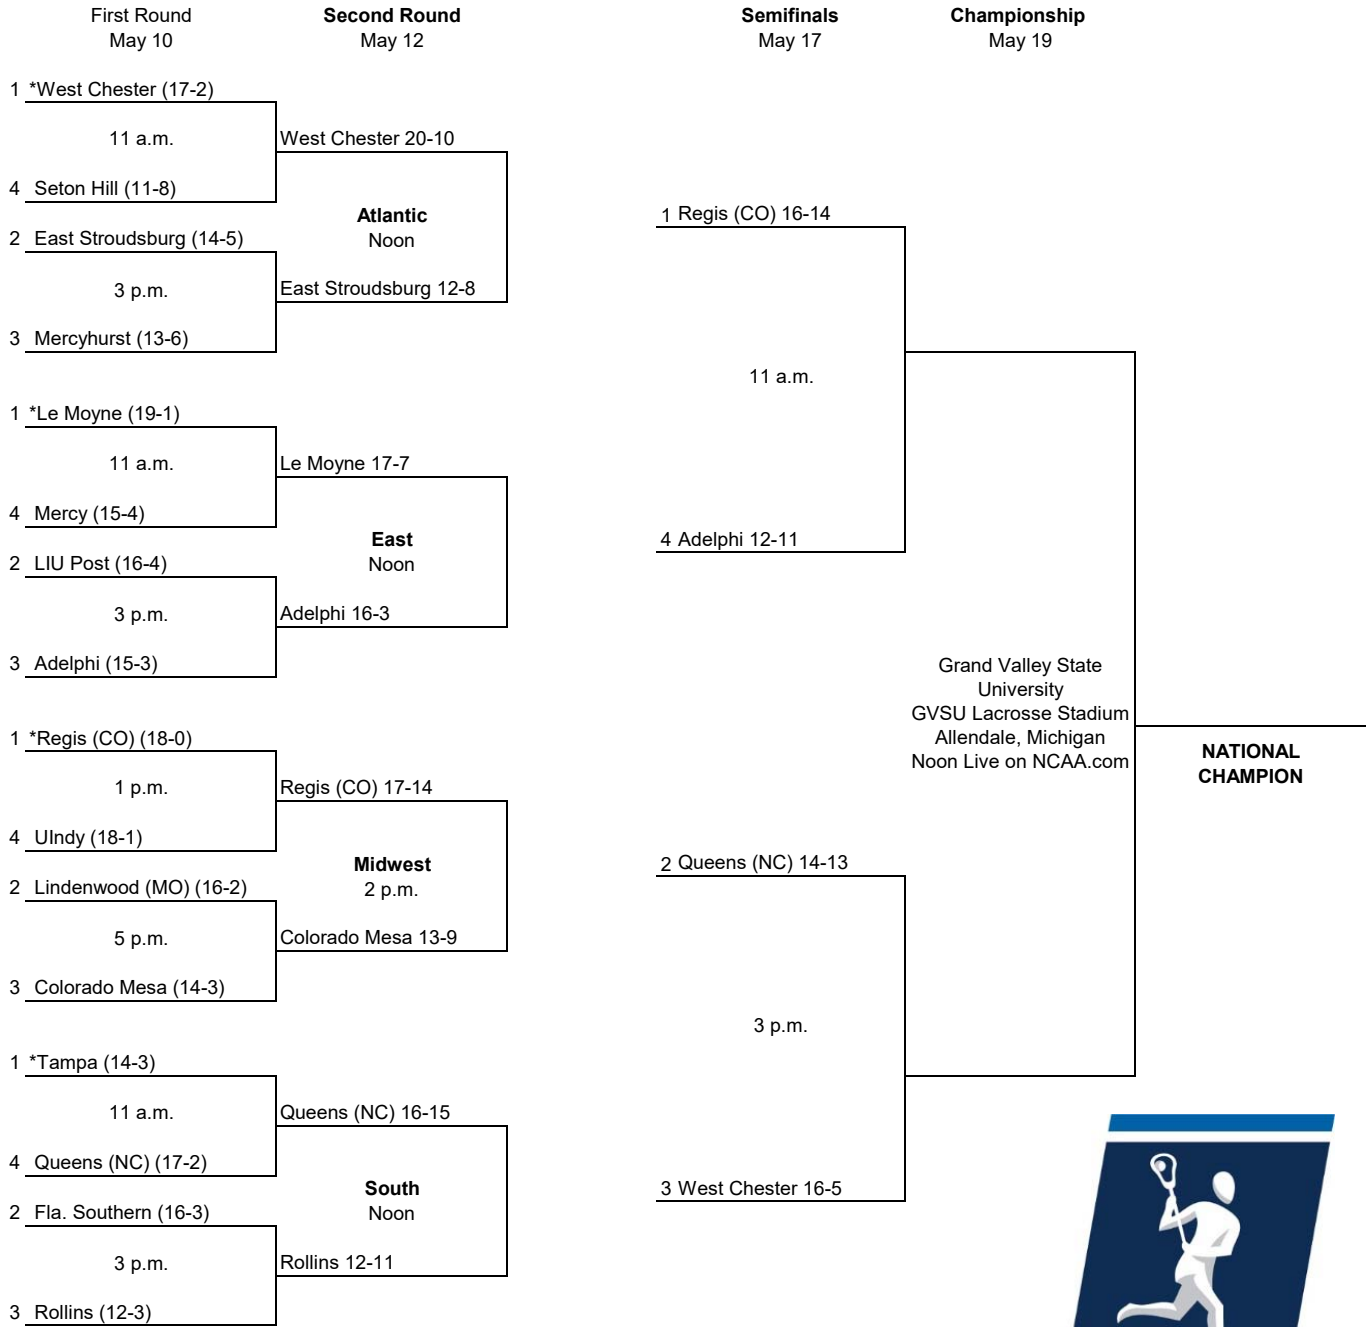 First Round
May 10
Second Round
May 12
Semifinals
May 17
Championship
May 19
1 *West Chester (17-2)
11 a.m.
4 Seton Hill (11-8)
West Chester 20-10
Atlantic
Noon
2 East Stroudsburg (14-5)
3 p.m.
3 Mercyhurst (13-6)
East Stroudsburg 12-8
1 *Le Moyne (19-1)
11 a.m.
4 Mercy (15-4)
Le Moyne 17-7
East
Noon
2 LIU Post (16-4)
3 p.m.
3 Adelphi (15-3)
Adelphi 16-3
1 *Regis (CO) (18-0)
1 p.m.
4 UIndy (18-1)
Regis (CO) 17-14
Midwest
2 p.m.
2 Lindenwood (MO) (16-2)
5 p.m.
3 Colorado Mesa (14-3)
Colorado Mesa 13-9
1 *Tampa (14-3)
11 a.m.
4 Queens (NC) (17-2)
Queens (NC) 16-15
South
Noon
2 Fla. Southern (16-3)
3 p.m.
3 Rollins (12-3)
Rollins 12-11
1 Regis (CO) 16-14
11 a.m.
4 Adelphi 12-11
2 Queens (NC) 14-13
3 p.m.
3 West Chester 16-5
Grand Valley State
University
GVSU Lacrosse Stadium
Allendale, Michigan
Noon Live on NCAA.com
NATIONAL
CHAMPION